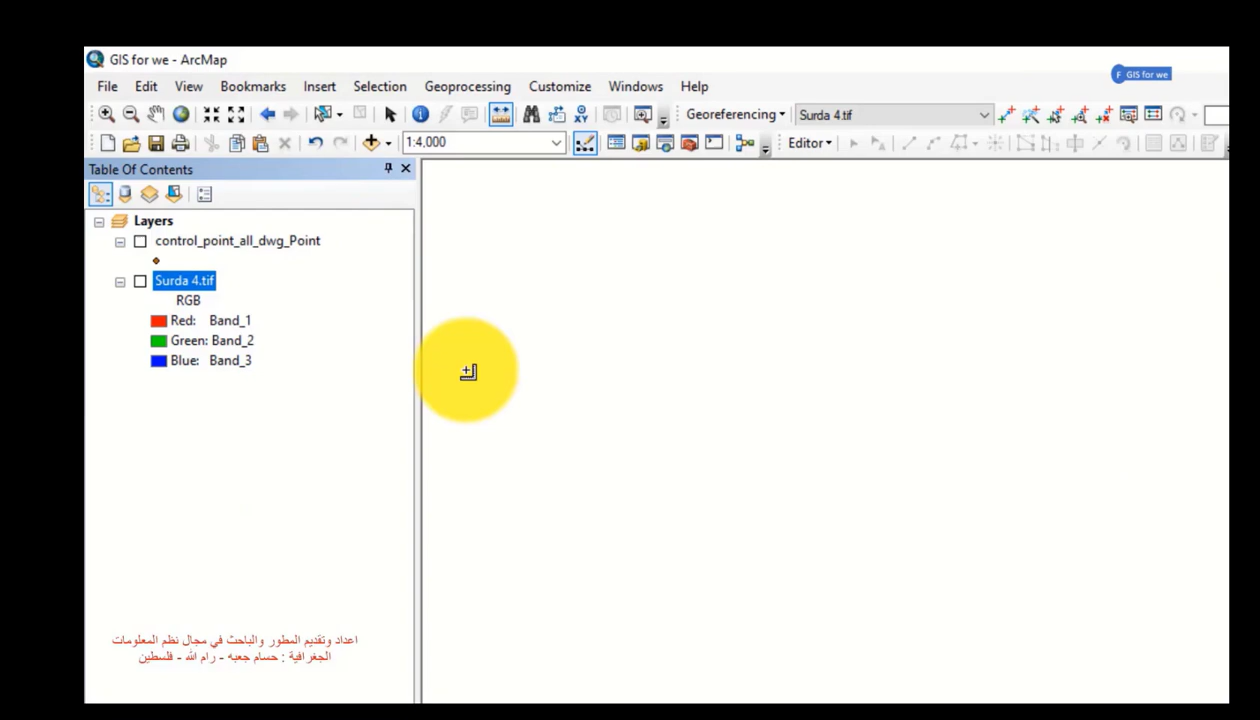 GIS for we - ArcMap
File Edit View Bookmarks Insert Selection Geoprocessing Customize Windows Help
F GIS for we
Georeferencing Surda 4.tif
1:4,000 Editor
Table Of Contents
Layers
control_point_all_dwg_Point
Surda 4.tif
RGB
Red: Band_1
Green: Band_2
Blue: Band_3
اعداد وتقديم المطور والباحث في مجال نظم المعلومات
الجغرافية : حسام جعبه - رام الله - فلسطين